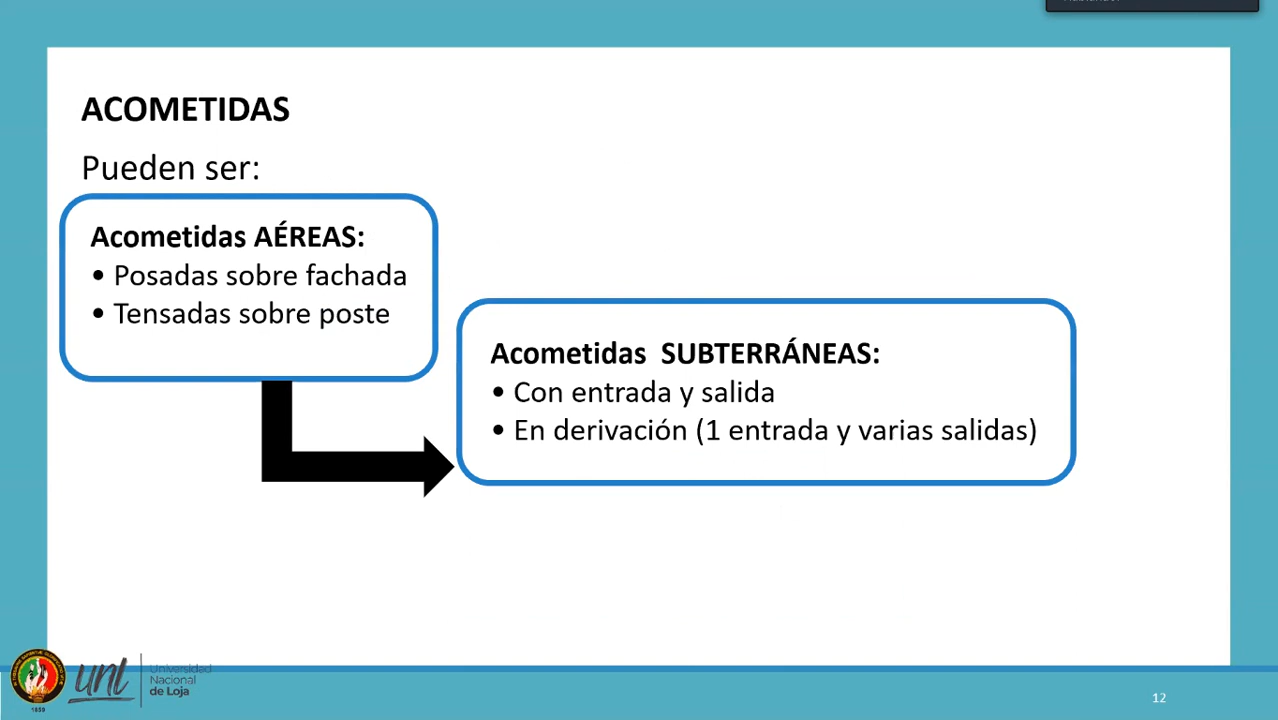 ACOMETIDAS
Pueden ser:
Acometidas AÉREAS:
• Posadas sobre fachada
• Tensadas sobre poste
Acometidas SUBTERRÁNEAS:
• Con entrada y salida
• En derivación (1 entrada y varias salidas)
unl
Universidad
Nacional
de Loja
1859
12